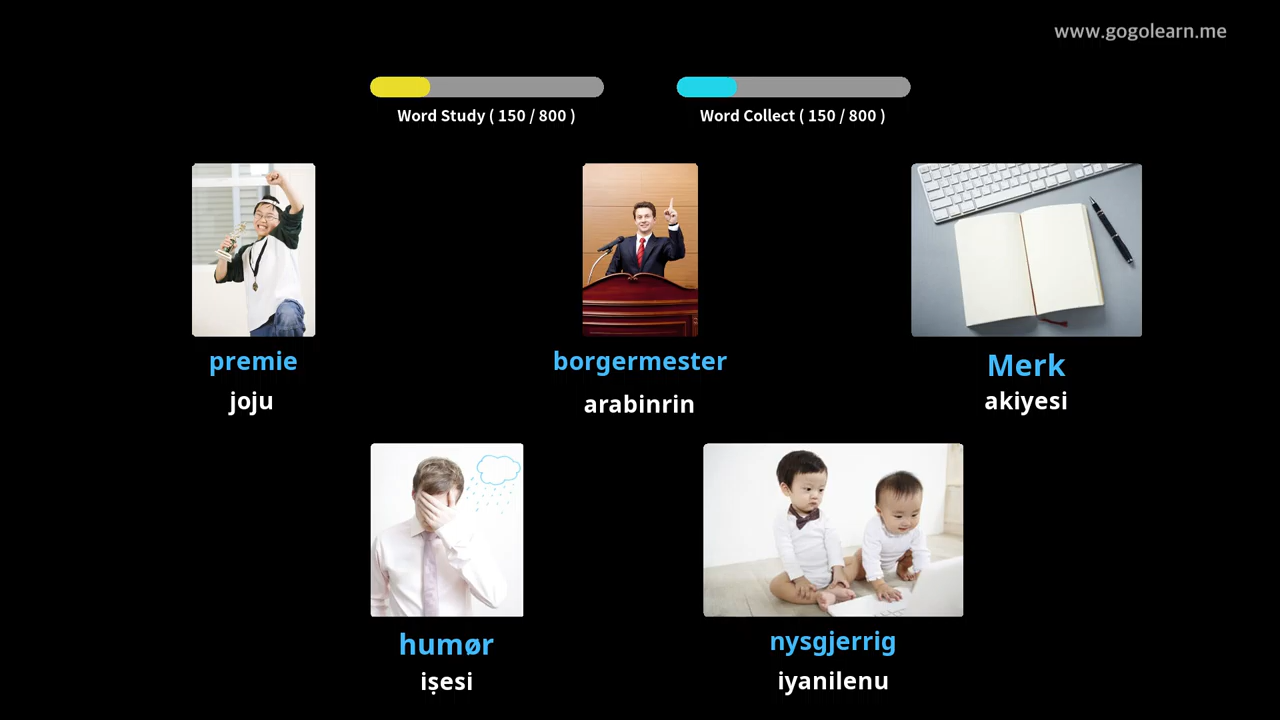 www.gogolearn.me
Word Study ( 150 / 800 )
Word Collect ( 150 / 800 )
premie
joju
borgermester
arabinrin
Merk
akiyesi
humør
iṣesi
nysgjerrig
iyanilenu